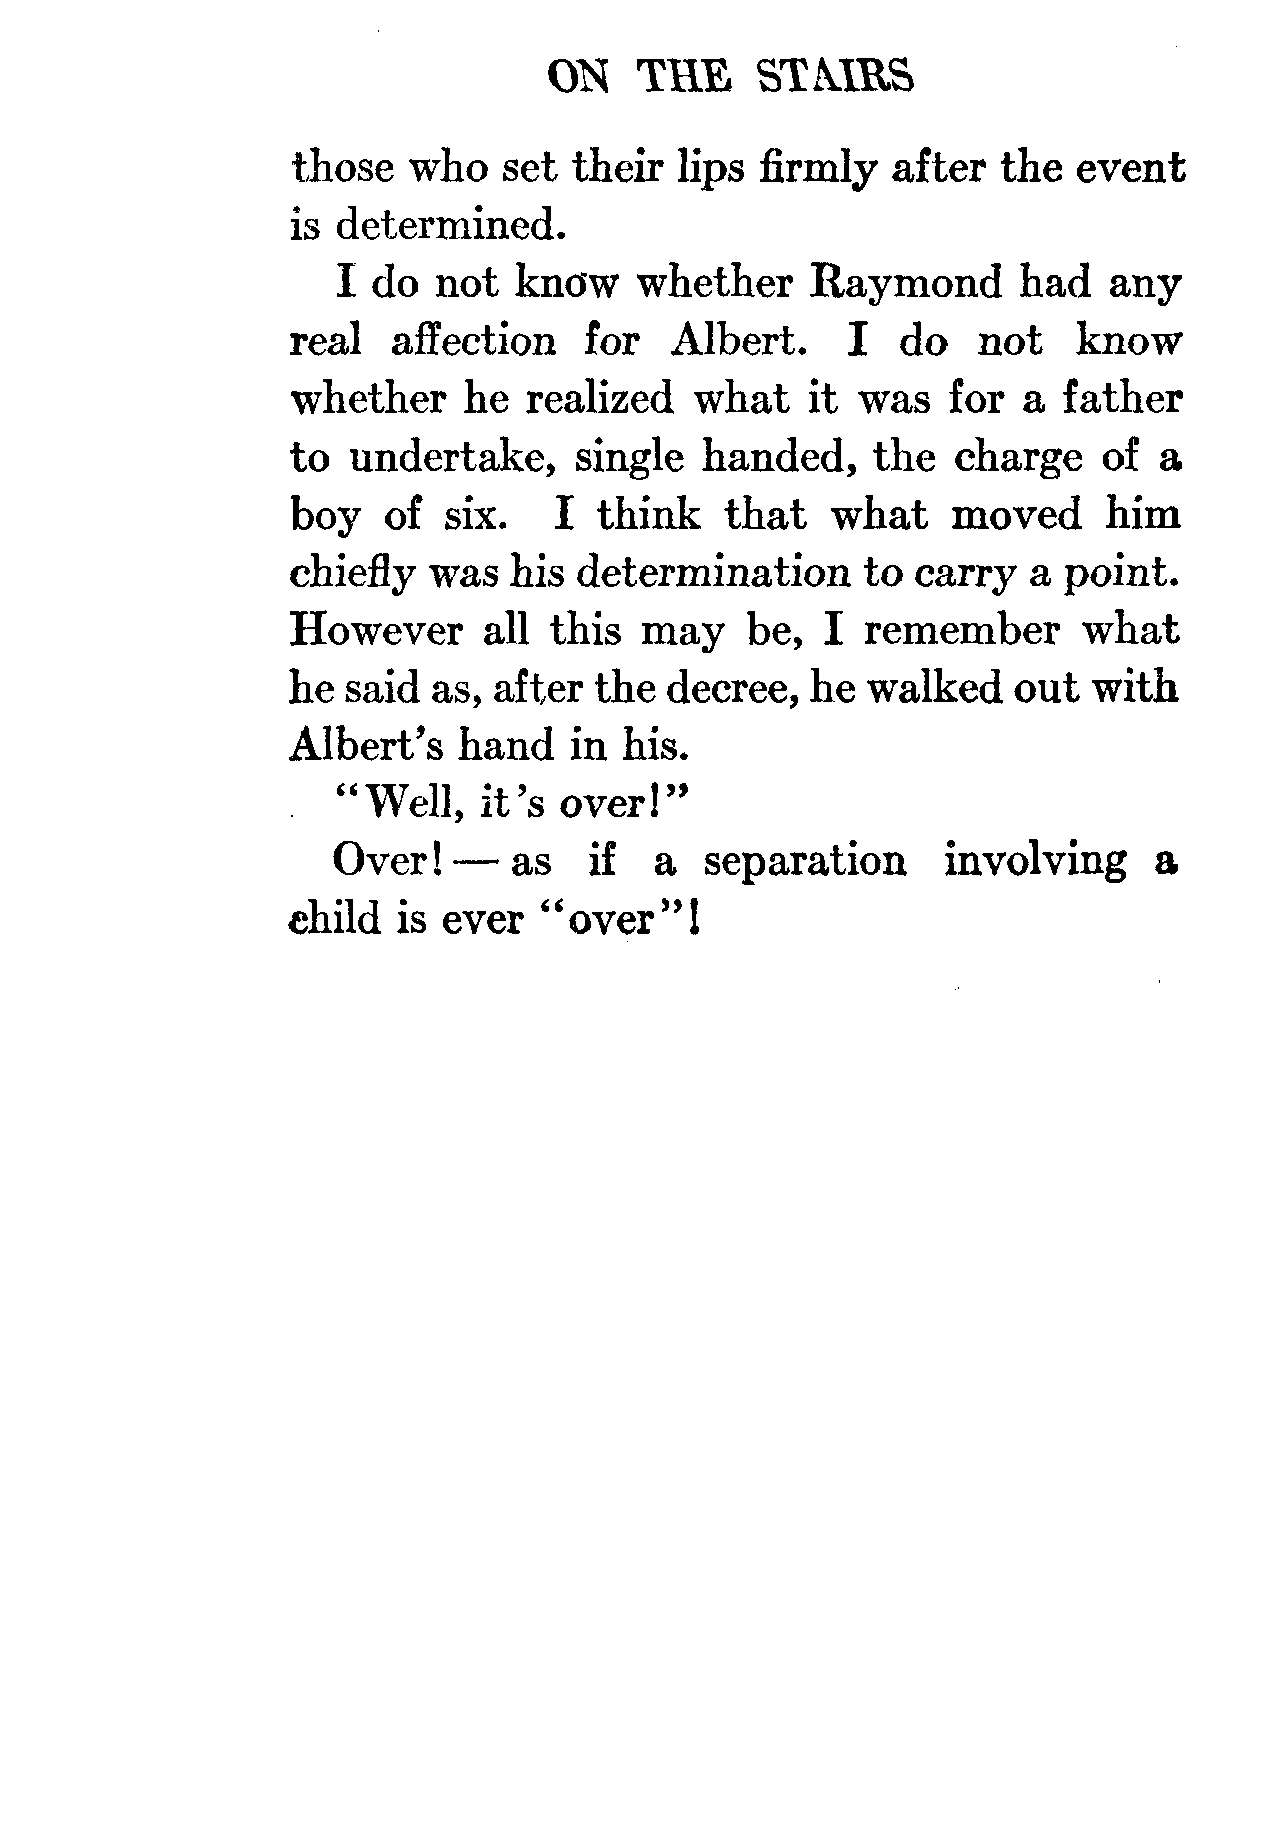 ON THE STAIRS
those who set their lips firmly after the event
is determined.
I do not know whether Raymond had any
real affection for Albert. I do not know
whether he realized what it was for a father
to undertake, single handed, the charge of a
boy of six. I think that what moved him
chiefly was his determination to carry a point.
However all this may be, I remember what
he said as, after the decree, he walked out with
Albert's hand in his.
"Well, it's over!"
Over! — as if a separation involving a
child is ever "over"!